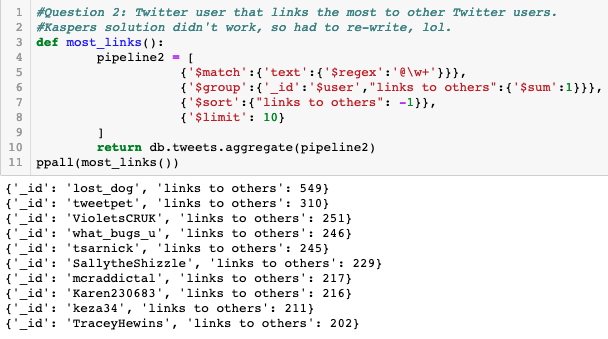 1 #Question 2: Twitter user that links the most to other Twitter users.
2 #Kaspers solution didn't work, so had to re-write, lol.
3 def most_links():
4         pipeline2 = [
5                    {'$match':{'text':{'$regex':'@\w+'}}},
6                    {'$group':{'_id':'$user',"links to others":{'$sum':1}}},
7                    {'$sort':{"links to others": -1}},
8                    {'$limit': 10}
9         ]
10         return db.tweets.aggregate(pipeline2)
11 ppall(most_links())
{'_id': 'lost_dog', 'links to others': 549}
{'_id': 'tweetpet', 'links to others': 310}
{'_id': 'VioletsCRUK', 'links to others': 251}
{'_id': 'what_bugs_u', 'links to others': 246}
{'_id': 'tsarnick', 'links to others': 245}
{'_id': 'SallytheShizzle', 'links to others': 229}
{'_id': 'mcraddictal', 'links to others': 217}
{'_id': 'Karen230683', 'links to others': 216}
{'_id': 'keza34', 'links to others': 211}
{'_id': 'TraceyHewins', 'links to others': 202}